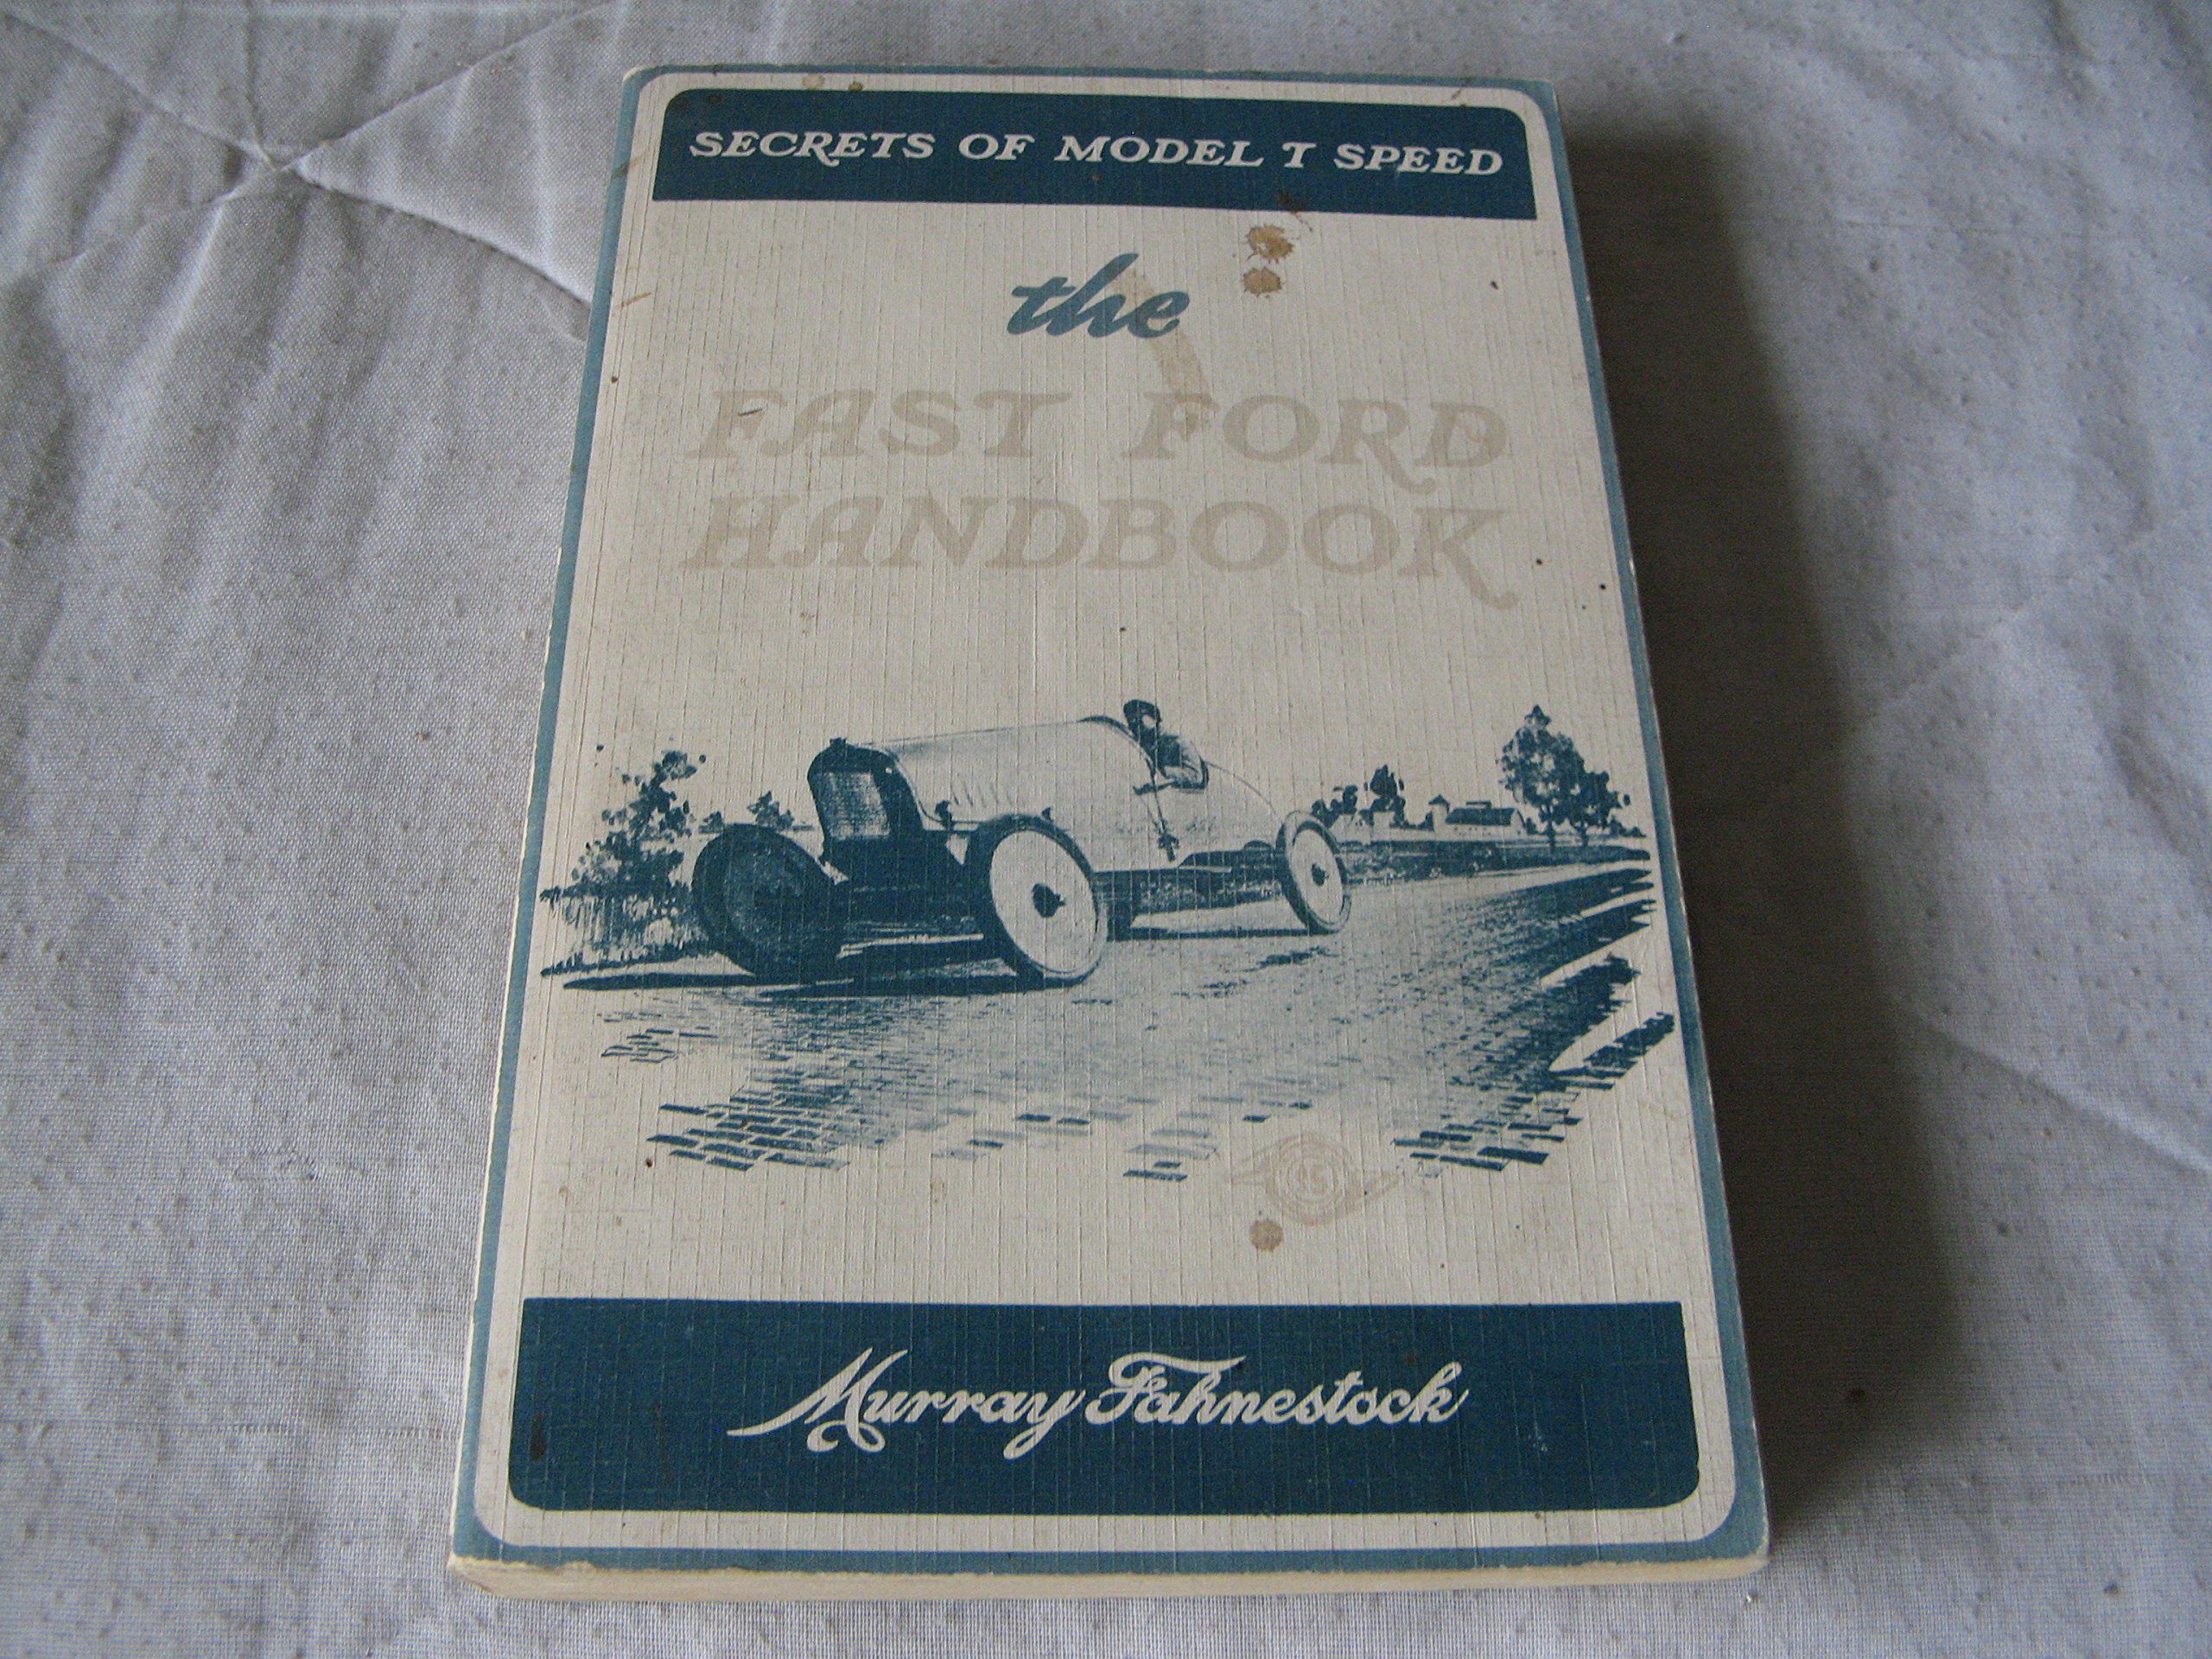 SECRETS OF MODEL T SPEED
the
FAST FORD
HANDBOOK
Murray Fahnestock